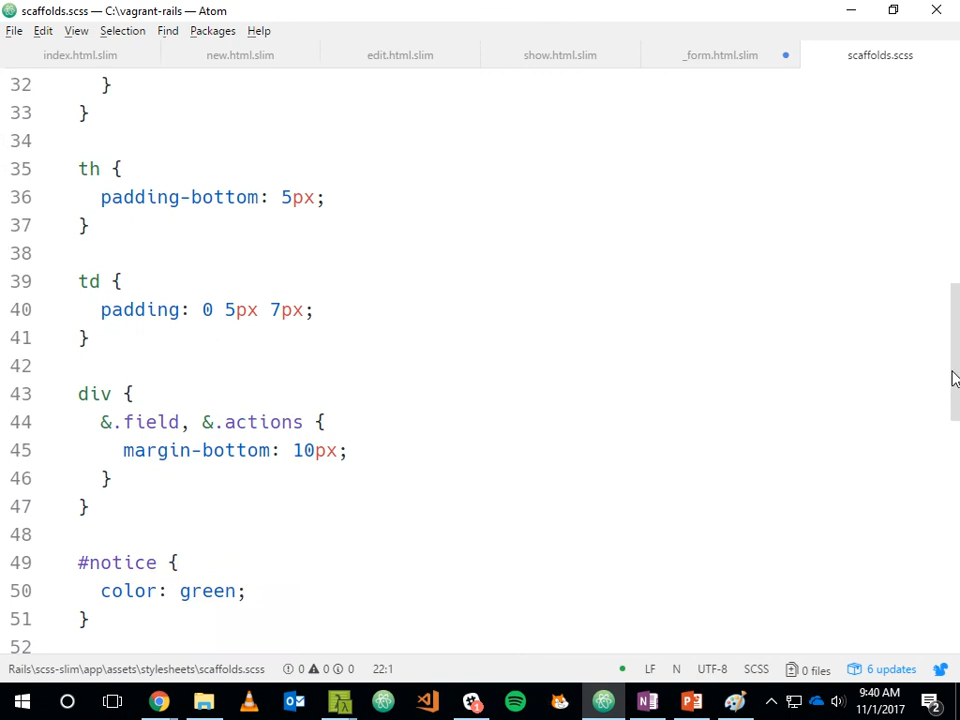 scaffolds.scss — C:\vagrant-rails — Atom
File Edit View Selection Find Packages Help
index.html.slim new.html.slim edit.html.slim show.html.slim _form.html.slim scaffolds.scss
32 }
33 }
34
35 th {
36 padding-bottom: 5px;
37 }
38
39 td {
40 padding: 0 5px 7px;
41 }
42
43 div {
44 &.field, &.actions {
45 margin-bottom: 10px;
46 }
47 }
48
49 #notice {
50 color: green;
51 }
52
Rails\scss-slim\app\assets\stylesheets\scaffolds.scss 0 0 0 22:1 LF N UTF-8 SCSS 0 files 6 updates
9:40 AM
11/1/2017
2